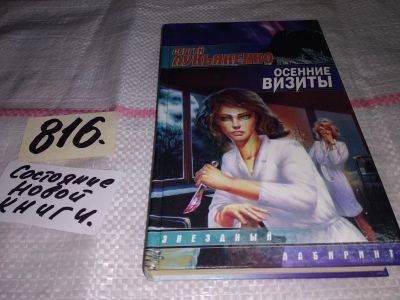 СЕРГЕЙ
ЛУКЬЯНЕНКО
ОСЕННИЕ
ВИЗИТЫ
816.
Состояние
Новой
книги.
ЗВЕЗДНЫЙ
ЛАБИРИНТ